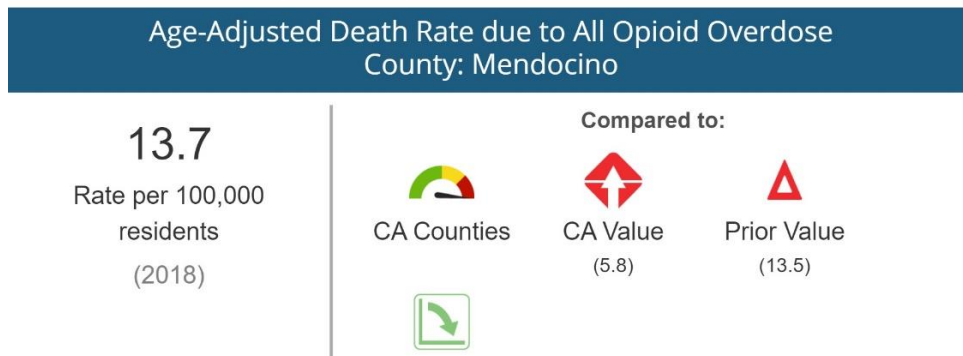 Age-Adjusted Death Rate due to All Opioid Overdose
County: Mendocino
13.7
Rate per 100,000
residents
(2018)
Compared to:
CA Counties
CA Value
(5.8)
Prior Value
(13.5)